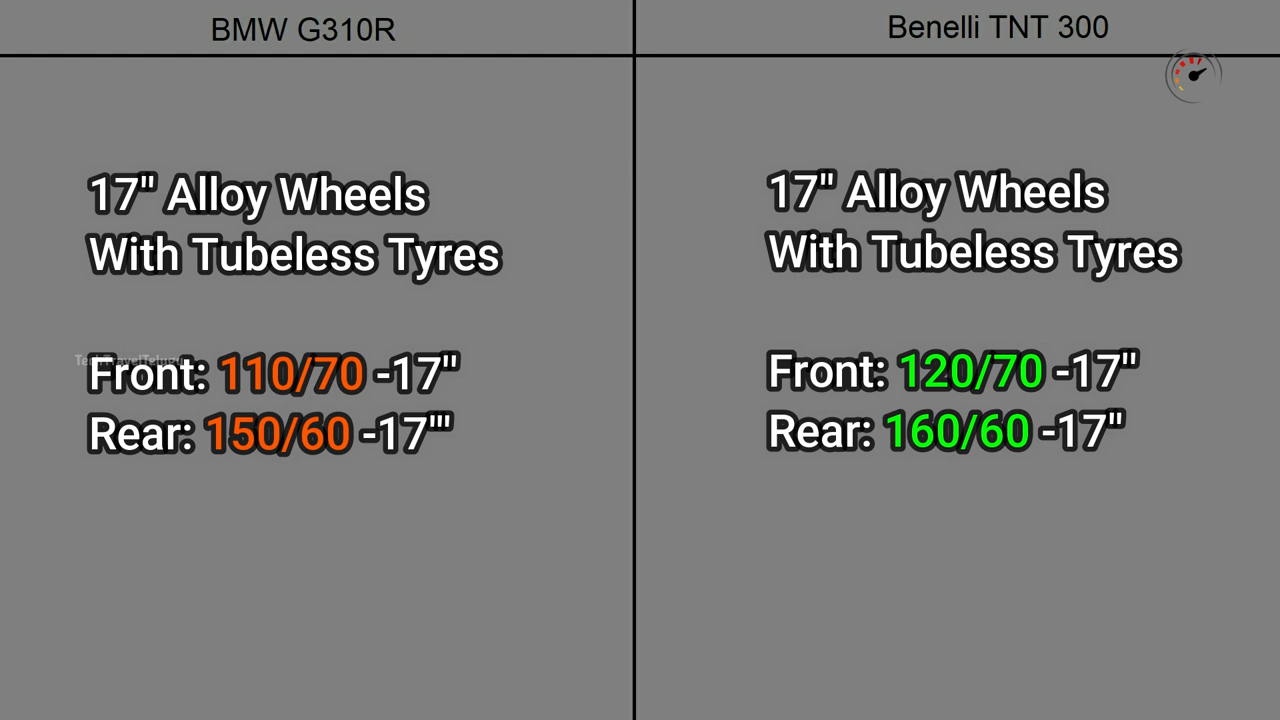 BMW G310R
Benelli TNT 300
17" Alloy Wheels
With Tubeless Tyres
Front: 110/70 -17"
Rear: 150/60 -17"'
17" Alloy Wheels
With Tubeless Tyres
Front: 120/70 -17"
Rear: 160/60 -17"
TechTravelTelugu